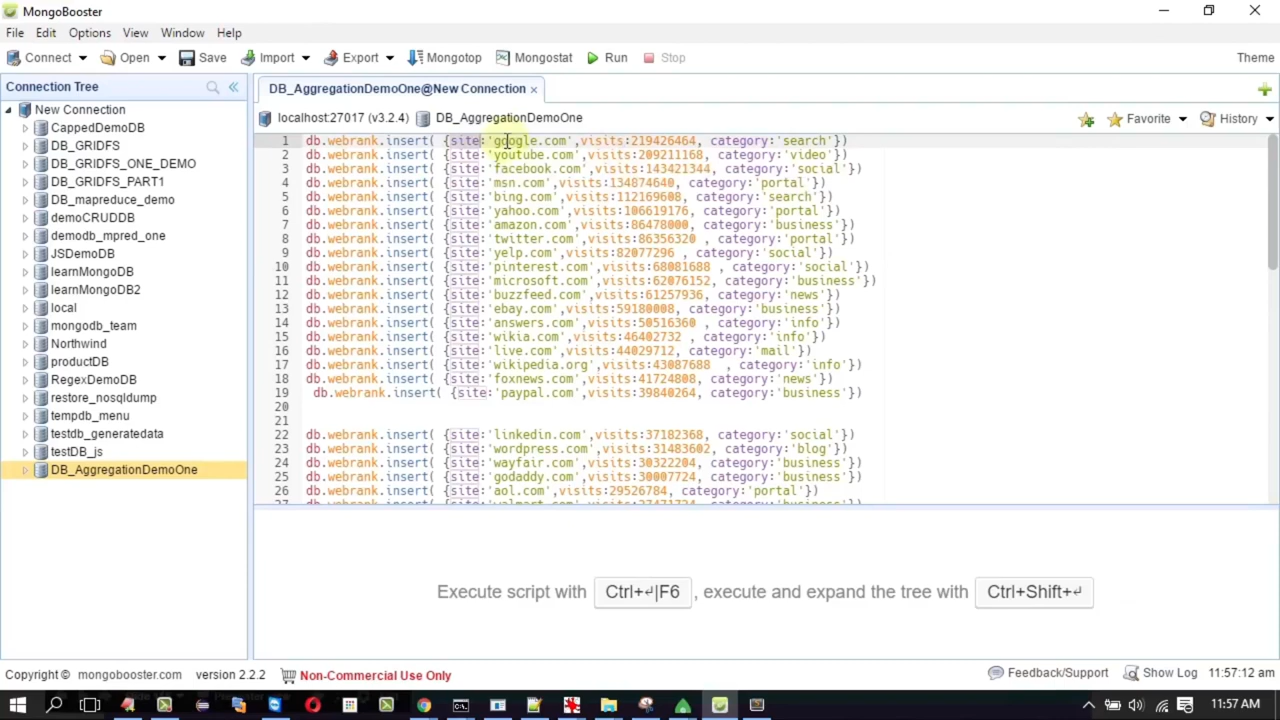 MongoBooster
File Edit Options View Window Help
Connect Open Save Import Export Mongotop Mongostat Run Stop Theme
Connection Tree
New Connection
CappedDemoDB
DB_GRIDFS
DB_GRIDFS_ONE_DEMO
DB_GRIDFS_PART1
DB_mapreduce_demo
demoCRUDDB
demodb_mpred_one
JSDemoDB
learnMongoDB
learnMongoDB2
local
mongodb_team
Northwind
productDB
RegexDemoDB
restore_nosqldump
tempdb_menu
testdb_generatedata
testDB_js
DB_AggregationDemoOne
DB_AggregationDemoOne@New Connection ×
localhost:27017 (v3.2.4) DB_AggregationDemoOne Favorite History
1 db.webrank.insert( {site:'google.com',visits:219426464, category:'search'})
2 db.webrank.insert( {site:'youtube.com',visits:209211168, category:'video'})
3 db.webrank.insert( {site:'facebook.com',visits:143421344, category:'social'})
4 db.webrank.insert( {site:'msn.com',visits:134874640, category:'portal'})
5 db.webrank.insert( {site:'bing.com',visits:112169608, category:'search'})
6 db.webrank.insert( {site:'yahoo.com',visits:106619176, category:'portal'})
7 db.webrank.insert( {site:'amazon.com',visits:86478000, category:'business'})
8 db.webrank.insert( {site:'twitter.com',visits:86356320 , category:'portal'})
9 db.webrank.insert( {site:'yelp.com',visits:82077296 , category:'social'})
10 db.webrank.insert( {site:'pinterest.com',visits:68081688 , category:'social'})
11 db.webrank.insert( {site:'microsoft.com',visits:62076152, category:'business'})
12 db.webrank.insert( {site:'buzzfeed.com',visits:61257936, category:'news'})
13 db.webrank.insert( {site:'ebay.com',visits:59180008, category:'business'})
14 db.webrank.insert( {site:'answers.com',visits:50516360 , category:'info'})
15 db.webrank.insert( {site:'wikia.com',visits:46402732 , category:'info'})
16 db.webrank.insert( {site:'live.com',visits:44029712, category:'mail'})
17 db.webrank.insert( {site:'wikipedia.org',visits:43087688 , category:'info'})
18 db.webrank.insert( {site:'foxnews.com',visits:41724808, category:'news'})
19 db.webrank.insert( {site:'paypal.com',visits:39840264, category:'business'})
20
21
22 db.webrank.insert( {site:'linkedin.com',visits:37182368, category:'social'})
23 db.webrank.insert( {site:'wordpress.com',visits:31483602, category:'blog'})
24 db.webrank.insert( {site:'wayfair.com',visits:30322204, category:'business'})
25 db.webrank.insert( {site:'godaddy.com',visits:30007724, category:'business'})
26 db.webrank.insert( {site:'aol.com',visits:29526784, category:'portal'})
Execute script with Ctrl+↵|F6 , execute and expand the tree with Ctrl+Shift+↵
Copyright © mongobooster.com version 2.2.2 Non-Commercial Use Only Feedback/Support Show Log 11:57:12 am
11:57 AM